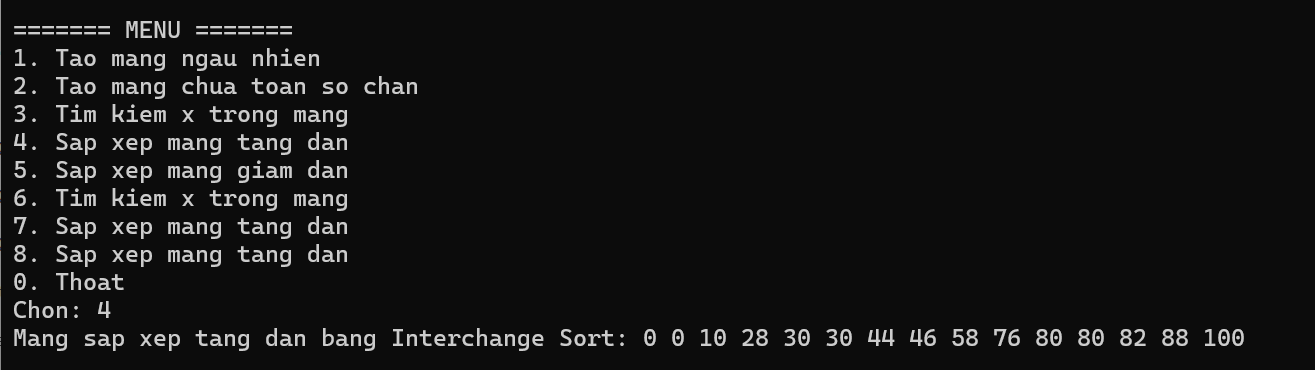 ======= MENU =======
1. Tao mang ngau nhien
2. Tao mang chua toan so chan
3. Tim kiem x trong mang
4. Sap xep mang tang dan
5. Sap xep mang giam dan
6. Tim kiem x trong mang
7. Sap xep mang tang dan
8. Sap xep mang tang dan
0. Thoat
Chon: 4
Mang sap xep tang dan bang Interchange Sort: 0 0 10 28 30 30 44 46 58 76 80 80 82 88 100